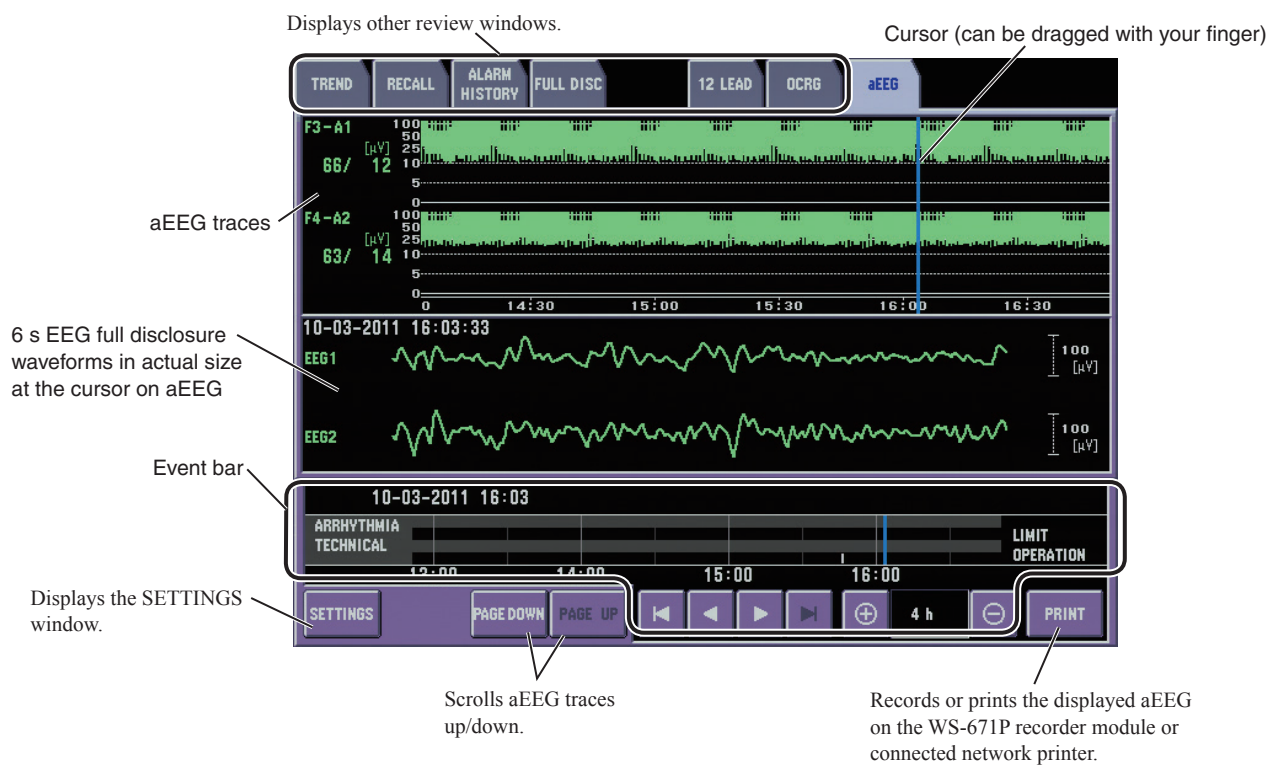 Displays other review windows.
Cursor (can be dragged with your finger)
TREND
RECALL
ALARM
HISTORY
FULL DISC
12 LEAD
OCRG
aEEG
F3-A1
[µV]
66/ 12
100
50
25
10
5
0
aEEG traces
F4-A2
[µV]
63/ 14
100
50
25
10
5
0
0 14:30 15:00 15:30 16:00 16:30
6 s EEG full disclosure
waveforms in actual size
at the cursor on aEEG
10-03-2011 16:03:33
EEG1
100
[µV]
EEG2
100
[µV]
Event bar
10-03-2011 16:03
ARRHYTHMIA
TECHNICAL
LIMIT
OPERATION
13:00 14:00 15:00 16:00
Displays the SETTINGS
window.
SETTINGS
PAGE DOWN
PAGE UP
4 h
PRINT
Scrolls aEEG traces
up/down.
Records or prints the displayed aEEG
on the WS-671P recorder module or
connected network printer.